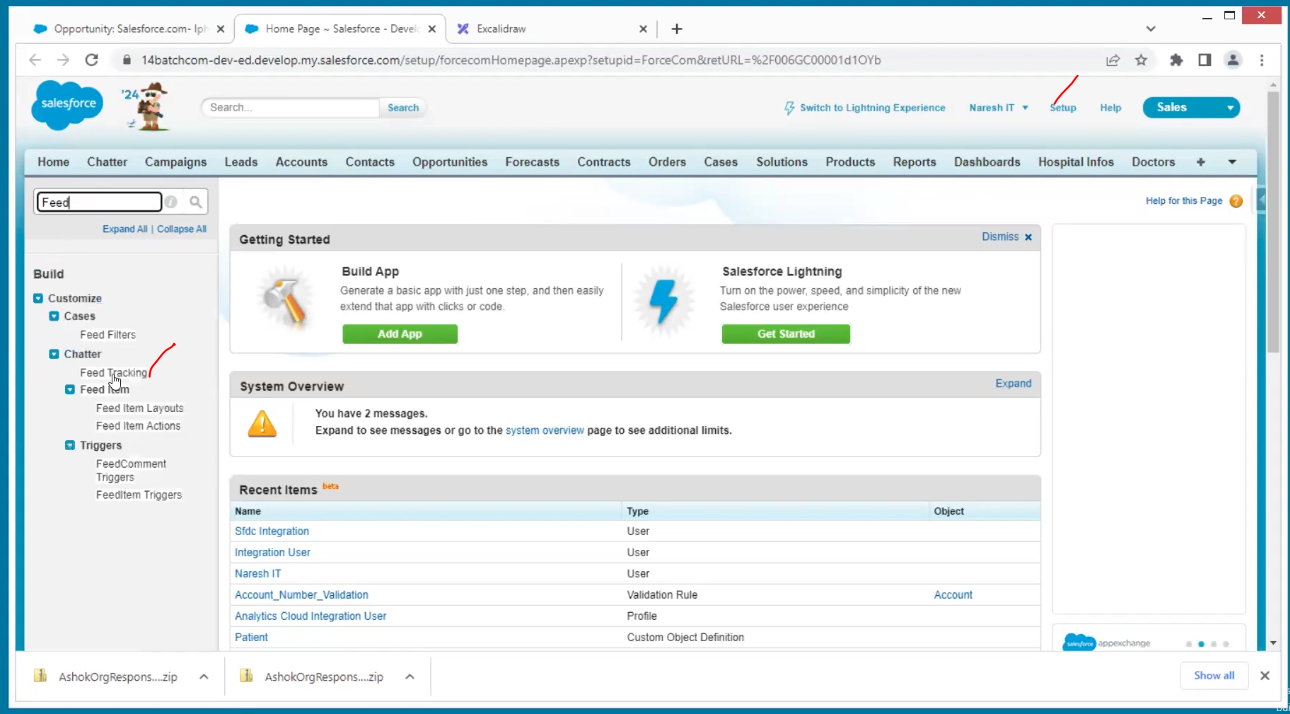 Opportunity: Salesforce.com- Iph
Home Page ~ Salesforce - Devel
Excalidraw
14batchcom-dev-ed.develop.my.salesforce.com/setup/forcecomHomepage.apexp?setupid=ForceCom&retURL=%2F006GC00001d1OYb
salesforce
'24
Search...
Search
Switch to Lightning Experience
Naresh IT
Setup
Help
Sales
Home Chatter Campaigns Leads Accounts Contacts Opportunities Forecasts Contracts Orders Cases Solutions Products Reports Dashboards Hospital Infos Doctors +
Feed
Expand All | Collapse All
Build
Customize
Cases
Feed Filters
Chatter
Feed Tracking
Feed Item
Feed Item Layouts
Feed Item Actions
Triggers
FeedComment
Triggers
FeedItem Triggers
Help for this Page
Getting Started
Dismiss
Build App
Generate a basic app with just one step, and then easily
extend that app with clicks or code.
Add App
Salesforce Lightning
Turn on the power, speed, and simplicity of the new
Salesforce user experience
Get Started
System Overview
Expand
You have 2 messages.
Expand to see messages or go to the system overview page to see additional limits.
Recent Items beta
Name Type Object
Sfdc Integration User
Integration User User
Naresh IT User
Account_Number_Validation Validation Rule Account
Analytics Cloud Integration User Profile
Patient Custom Object Definition
salesforce appexchange
AshokOrgRespons....zip
AshokOrgRespons....zip
Show all